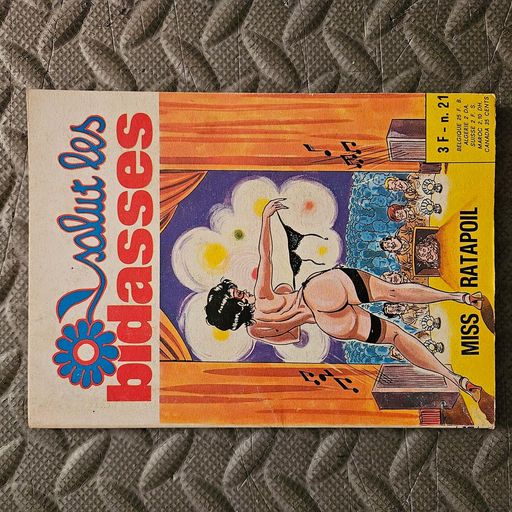 salut les
bidasses
3 F - n. 21
BELGIQUE 25 F. B.
ALGERIE 2 DA.
SUISSE 2 F. S.
MAROC 2,10 DH.
CANADA 25 CENTS
MISS
RATAPOIL